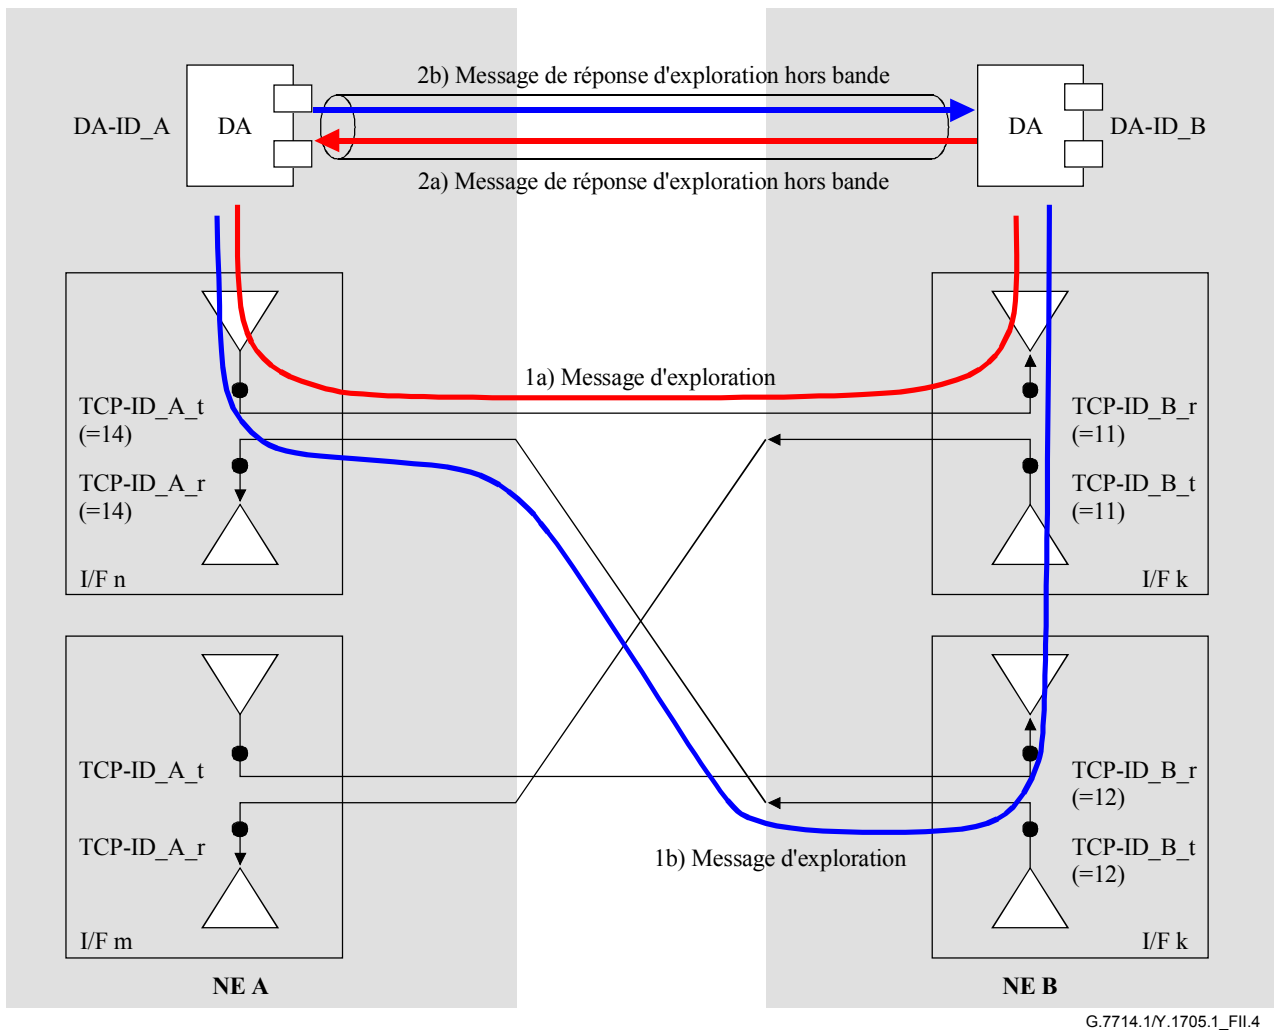 2b) Message de réponse d'exploration hors bande
DA-ID_A
DA
DA
DA-ID_B
2a) Message de réponse d'exploration hors bande
1a) Message d'exploration
TCP-ID_A_t
(=14)
TCP-ID_A_r
(=14)
I/F n
TCP-ID_B_r
(=11)
TCP-ID_B_t
(=11)
I/F k
TCP-ID_A_t
TCP-ID_A_r
I/F m
1b) Message d'exploration
TCP-ID_B_r
(=12)
TCP-ID_B_t
(=12)
I/F k
NE A
NE B
G.7714.1/Y.1705.1_FII.4